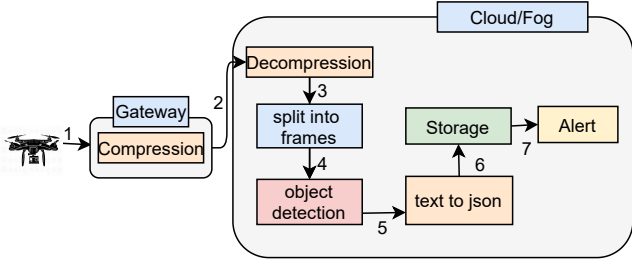 Cloud/Fog
Decompression
2
3
Gateway
1
Compression
split into
frames
Storage
Alert
7
4
6
object
detection
text to json
5